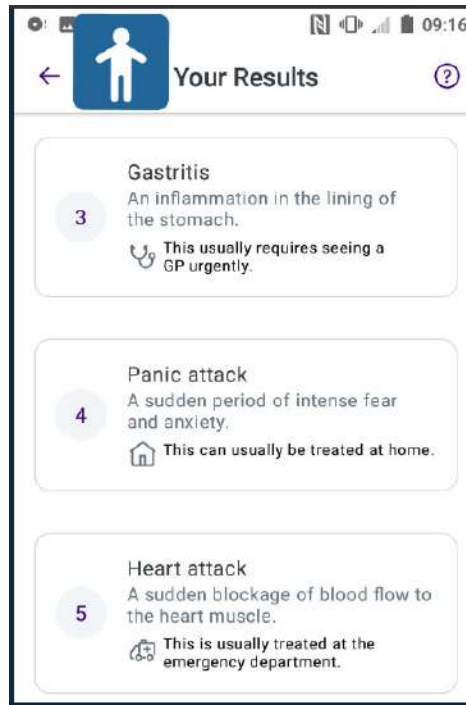 09:16
Your Results
Gastritis
An inflammation in the lining of
the stomach.
3
This usually requires seeing a
GP urgently.
Panic attack
A sudden period of intense fear
and anxiety.
4
This can usually be treated at home.
Heart attack
A sudden blockage of blood flow to
the heart muscle.
5
This is usually treated at the
emergency department.